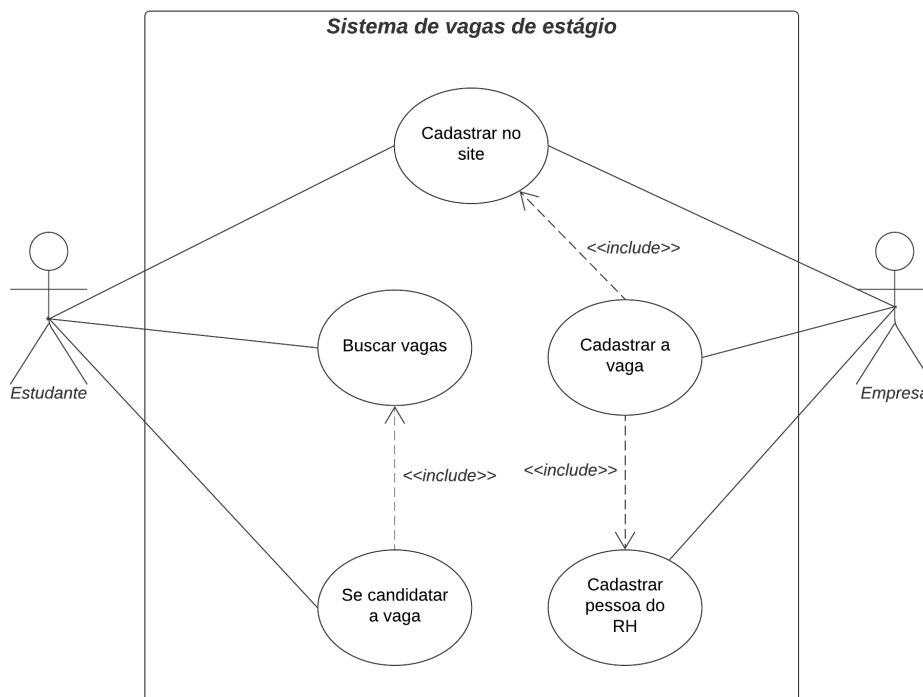 Sistema de vagas de estágio
Cadastrar no
site
<<include>>
Buscar vagas
Cadastrar a
vaga
Estudante
Empresa
<<include>>
<<include>>
Se candidatar
a vaga
Cadastrar
pessoa do
RH